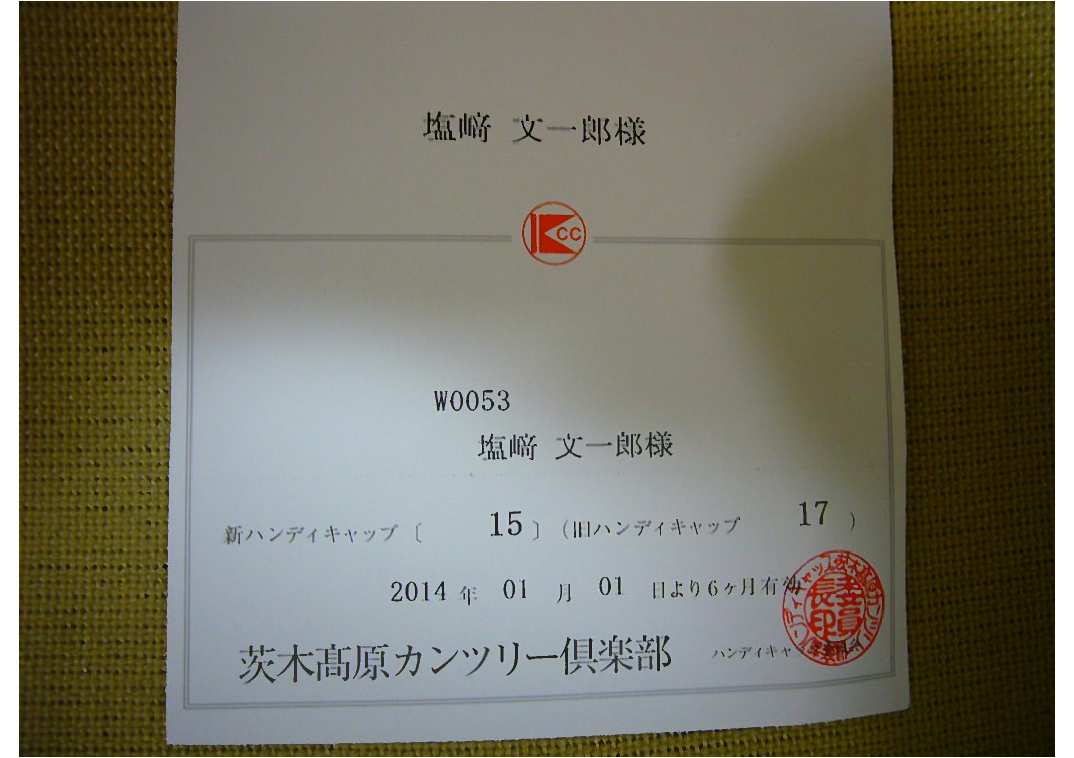 塩﨑 文一郎様
CC
W0053
塩﨑 文一郎様
新ハンディキャップ〔 15 〕(旧ハンディキャップ 17 )
2014 年 01 月 01 日より6ヶ月有効
茨木髙原カンツリー倶楽部 ハンディキャ